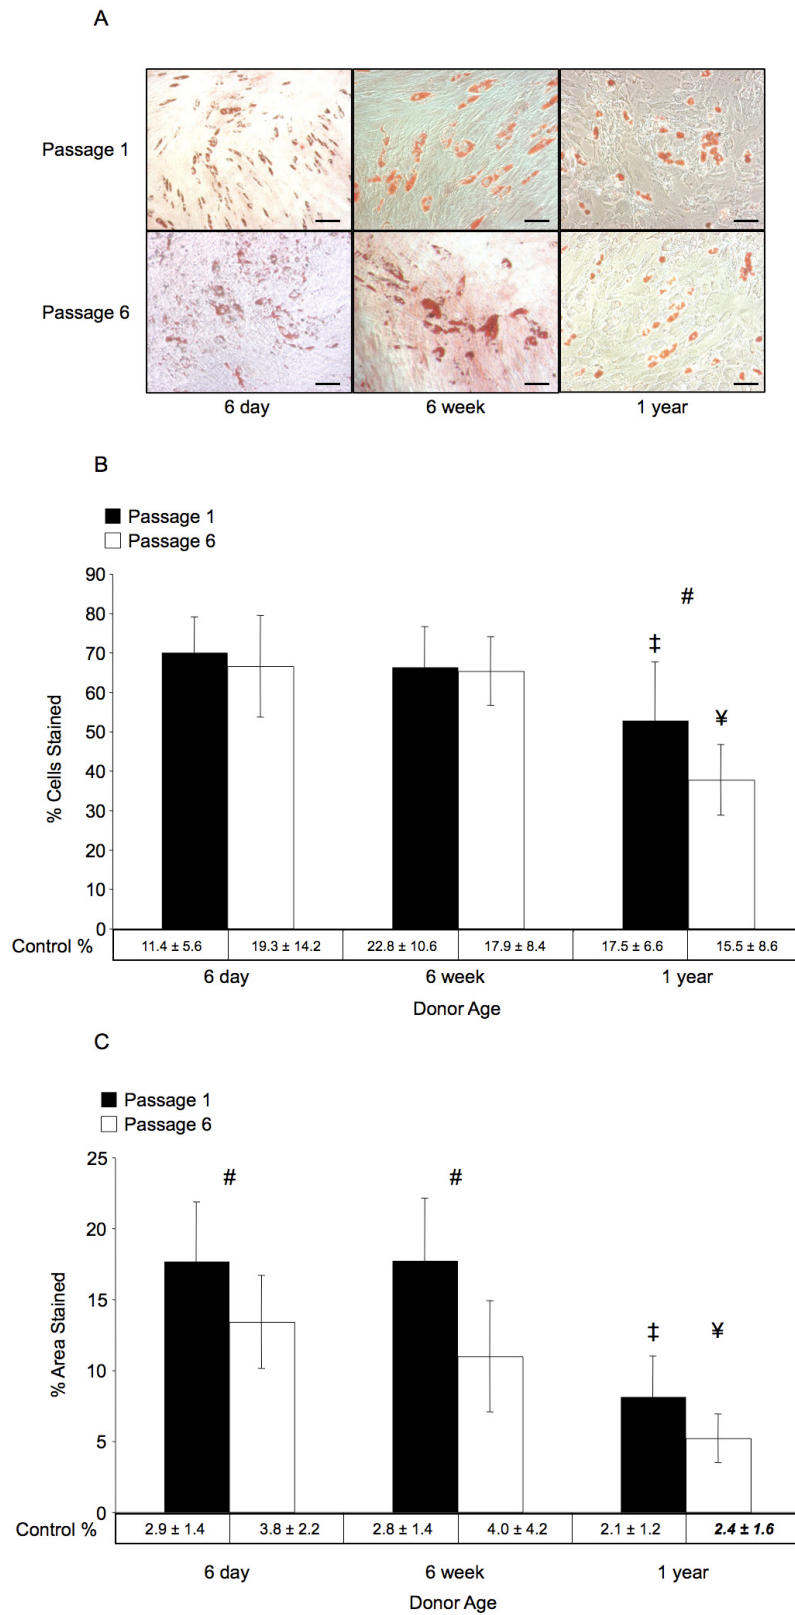 A
Passage 1
Passage 6
6 day 6 week 1 year
B
Passage 1
Passage 6
90
80
70
60
50
40
30
20
10
0
% Cells Stained
#
‡
¥
Control % 11.4 ± 5.6 19.3 ± 14.2 22.8 ± 10.6 17.9 ± 8.4 17.5 ± 6.6 15.5 ± 8.6
6 day 6 week 1 year
Donor Age
C
Passage 1
Passage 6
25
20
15
10
5
0
% Area Stained
# #
‡ ¥
Control % 2.9 ± 1.4 3.8 ± 2.2 2.8 ± 1.4 4.0 ± 4.2 2.1 ± 1.2 2.4 ± 1.6
6 day 6 week 1 year
Donor Age